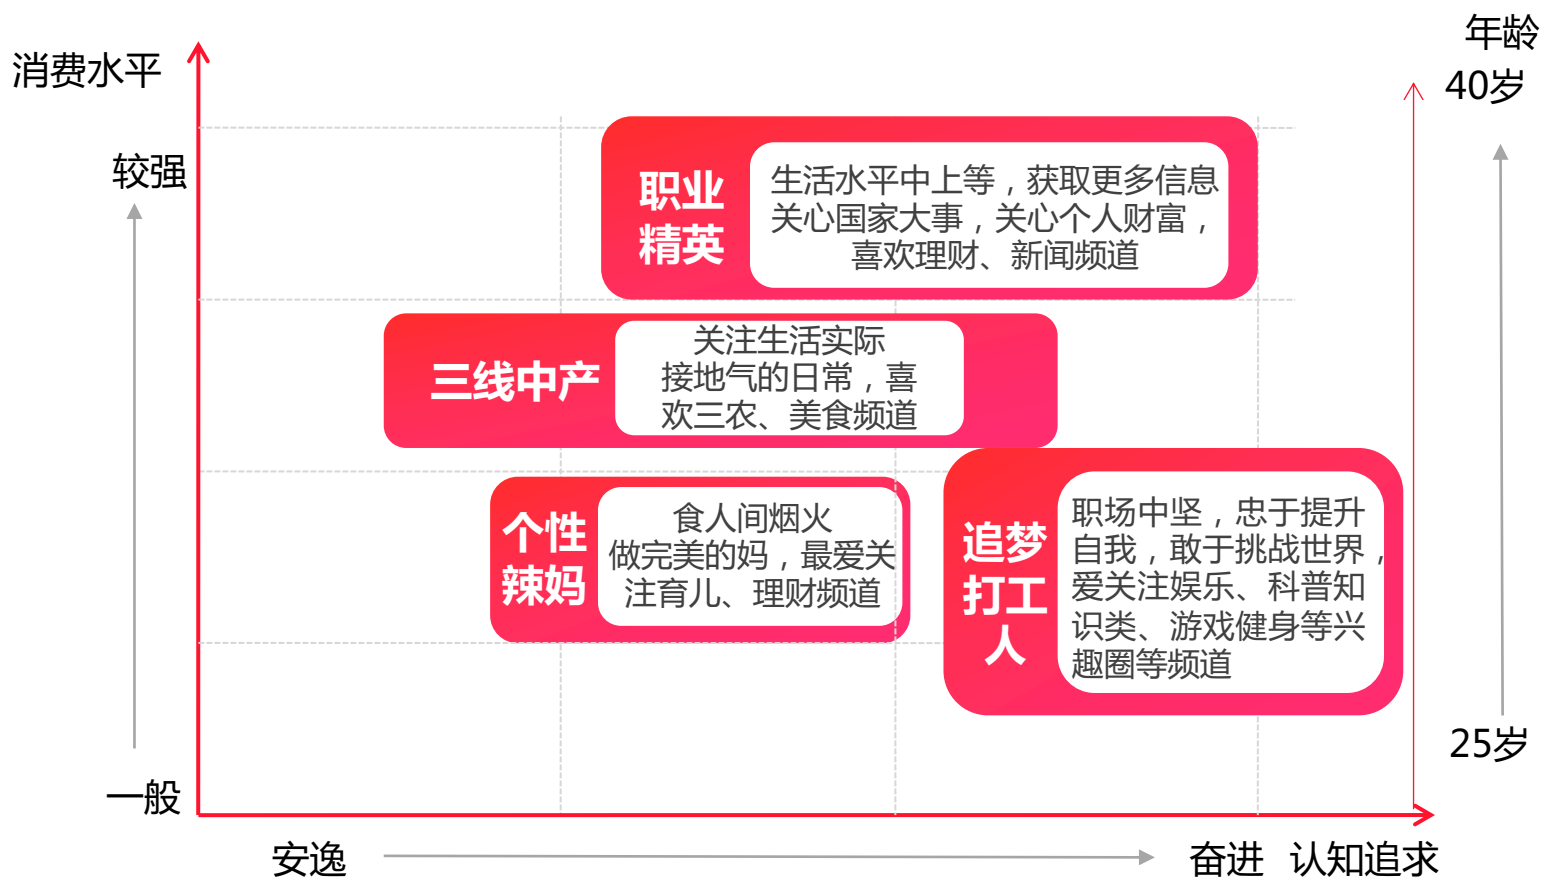 年龄
消费水平
40岁
较强
职业
精英
生活水平中上等，获取更多信息
关心国家大事，关心个人财富，
喜欢理财、新闻频道
三线中产
关注生活实际
接地气的日常，喜
欢三农、美食频道
个性
辣妈
食人间烟火
做完美的妈，最爱关
注育儿、理财频道
追梦
打工
人
职场中坚，忠于提升
自我，敢于挑战世界，
爱关注娱乐、科普知
识类、游戏健身等兴
趣圈等频道
25岁
一般
安逸
奋进 认知追求